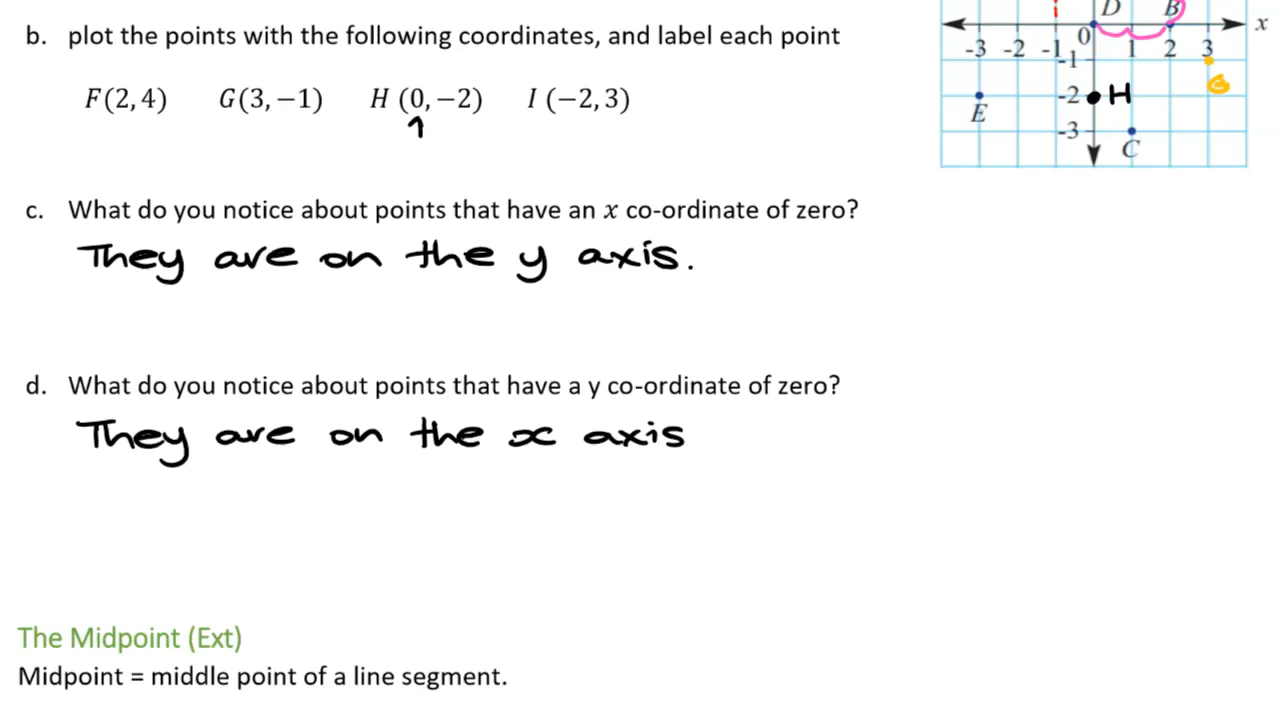 b. plot the points with the following coordinates, and label each point
F(2, 4) G(3, −1) H (0, −2) I (−2, 3)
c. What do you notice about points that have an x co-ordinate of zero?
They are on the y axis.
d. What do you notice about points that have a y co-ordinate of zero?
They are on the x axis
The Midpoint (Ext)
Midpoint = middle point of a line segment.
D B
x
-3 -2 -1 0 1 2 3
-1
G
-2 H
E
-3
C